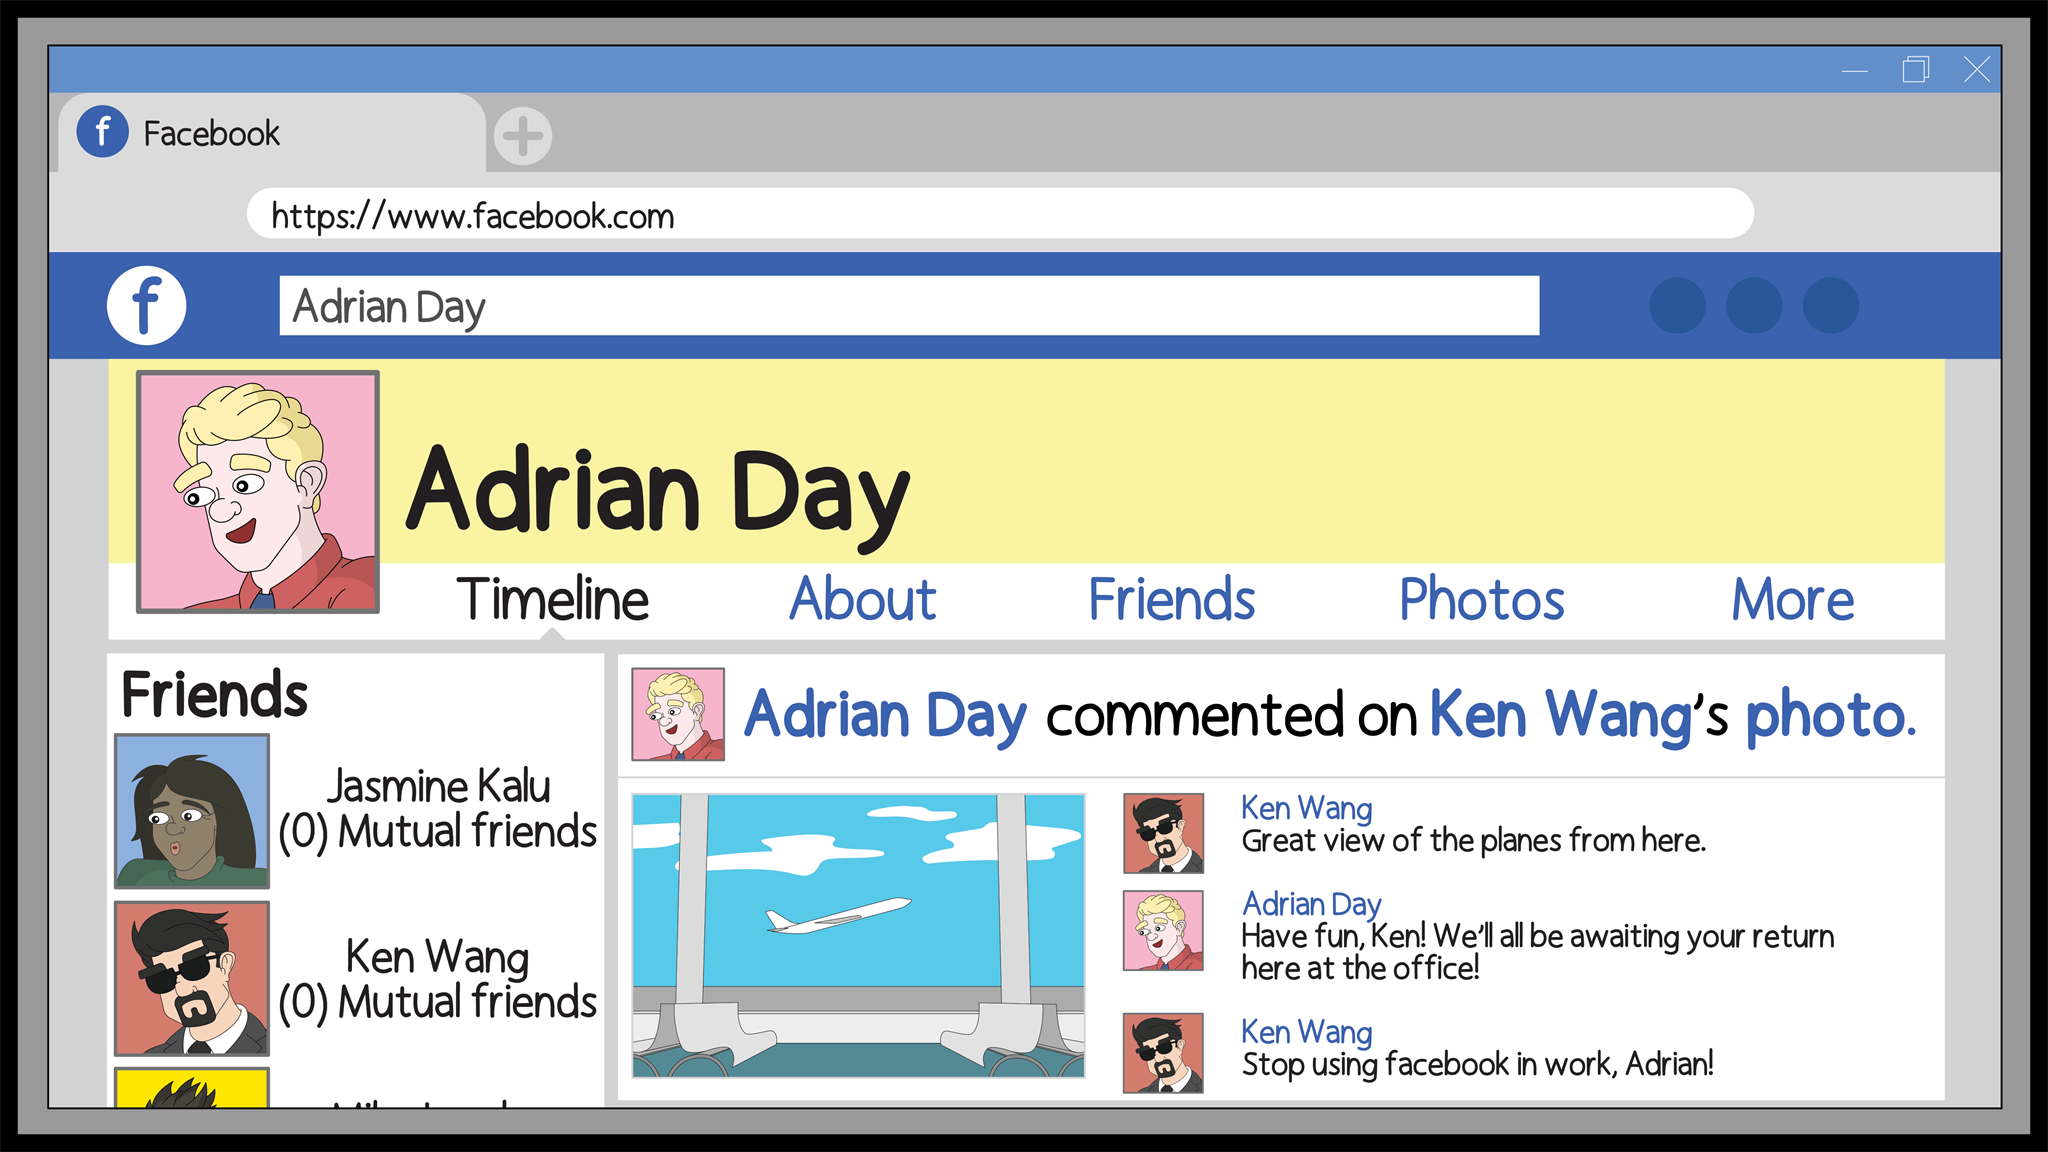 f Facebook
https://www.facebook.com
f Adrian Day
Adrian Day
Timeline About Friends Photos More
Friends
Jasmine Kalu
(0) Mutual friends
Ken Wang
(0) Mutual friends
Adrian Day commented on Ken Wang's photo.
Ken Wang
Great view of the planes from here.
Adrian Day
Have fun, Ken! We'll all be awaiting your return
here at the office!
Ken Wang
Stop using facebook in work, Adrian!